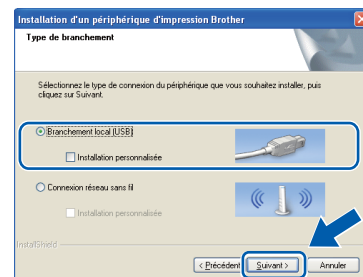 Installation d'un périphérique d'impression Brother
Type de branchement
Sélectionnez le type de connexion du périphérique que vous souhaitez installer, puis
cliquez sur Suivant.
Branchement local (USB)
Installation personnalisée
Connexion réseau sans fil
Installation personnalisée
InstallShield
< Précédent Suivant > Annuler